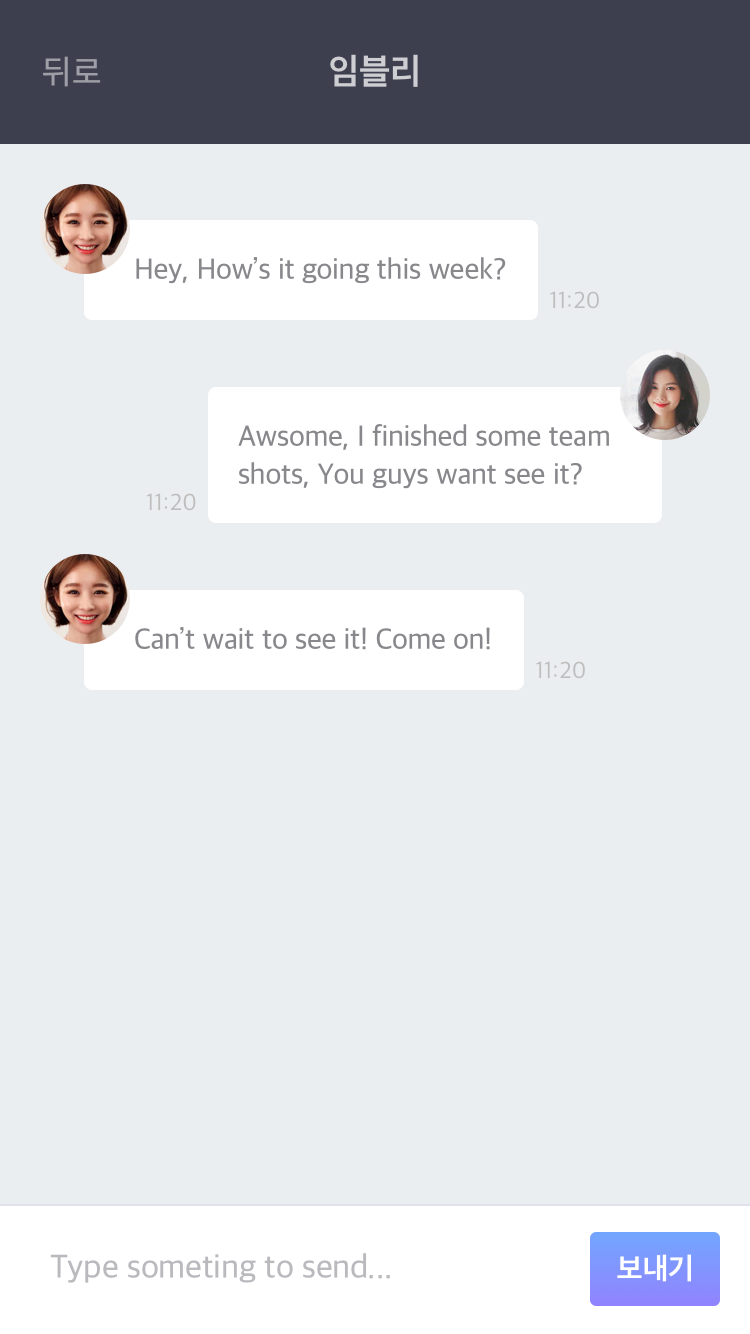 뒤로
임블리
Hey, How’s it going this week?
11:20
Awsome, I finished some team
shots, You guys want see it?
11:20
Can’t wait to see it! Come on!
11:20
Type someting to send...
보내기